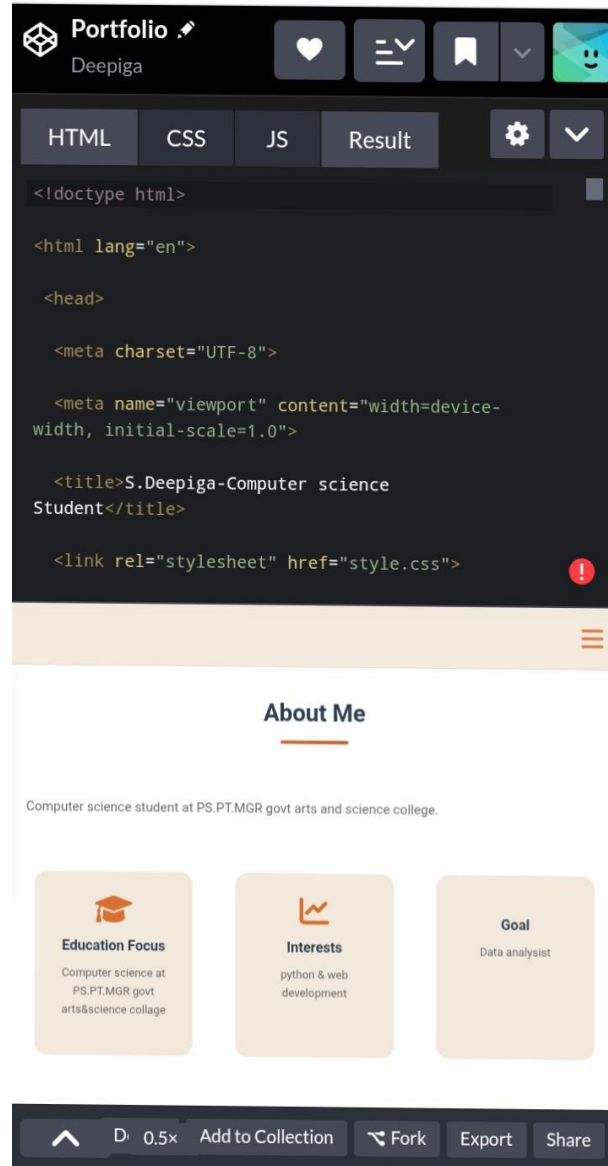 Portfolio
Deepiga
HTML CSS JS Result
<!doctype html>
<html lang="en">
<head>
<meta charset="UTF-8">
<meta name="viewport" content="width=device-
width, initial-scale=1.0">
<title>S.Deepiga-Computer science
Student</title>
<link rel="stylesheet" href="style.css">
About Me
Computer science student at PS.PT.MGR govt arts and science college.
Education Focus
Computer science at
PS.PT.MGR govt
arts&science collage
Interests
python & web
development
Goal
Data analysist
0.5× Add to Collection Fork Export Share